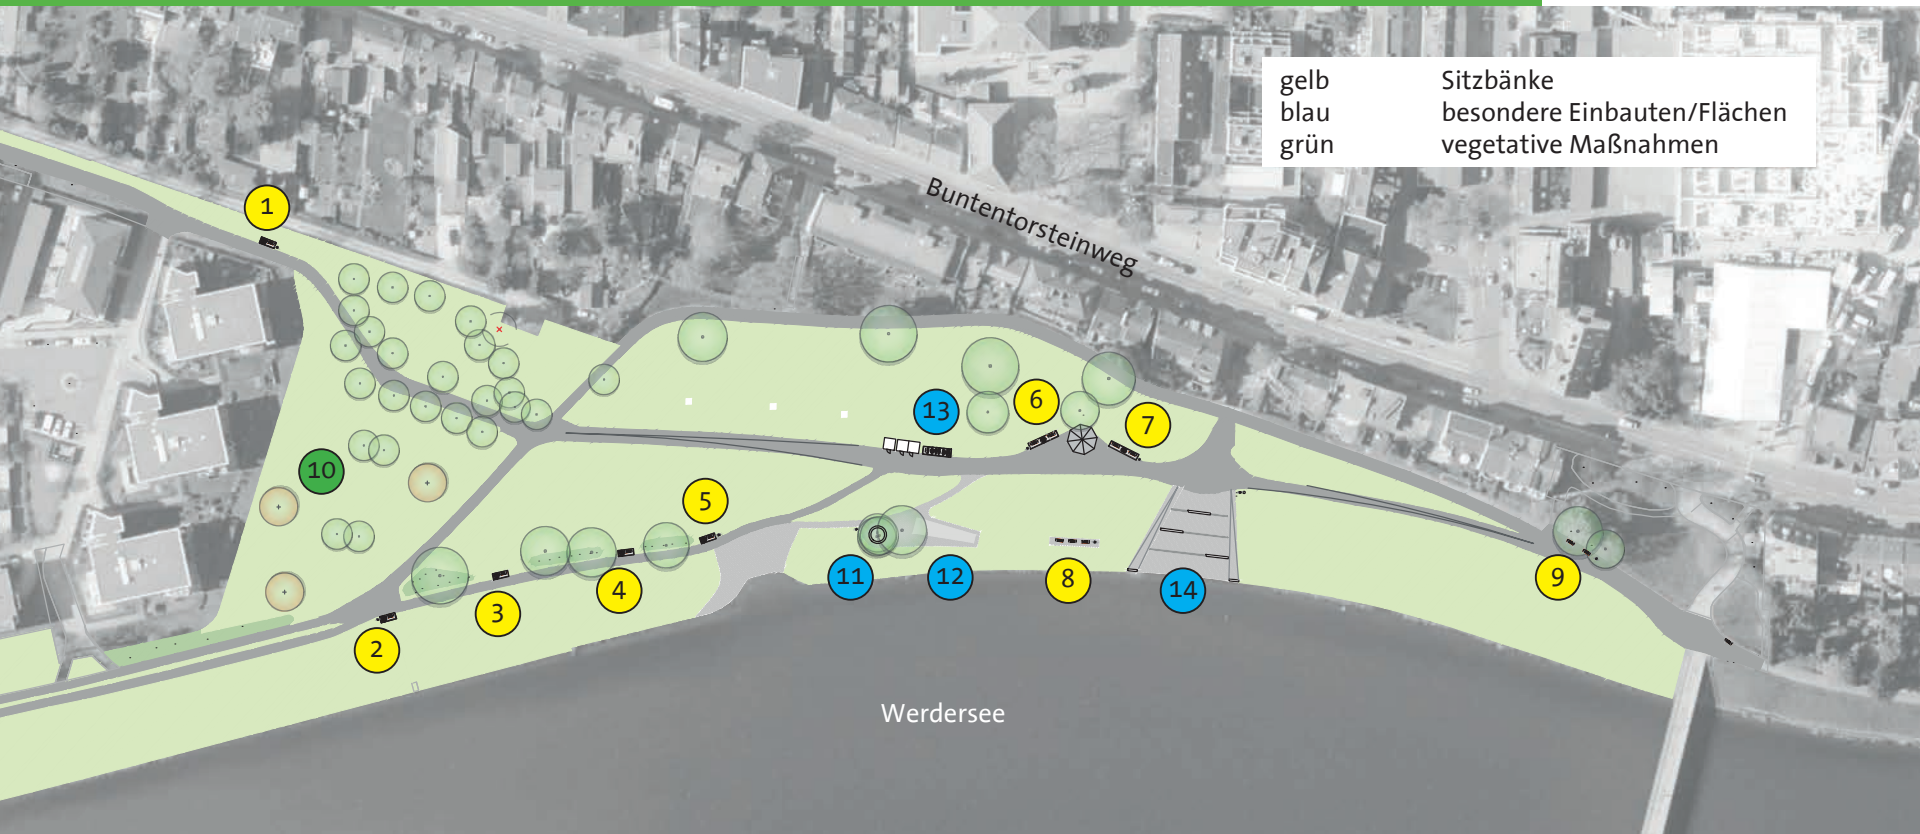 gelb Sitzbänke
blau besondere Einbauten/Flächen
grün vegetative Maßnahmen
1
Buntentorsteinweg
13
6
7
10
5
11
12
8
14
9
4
3
2
Werdersee